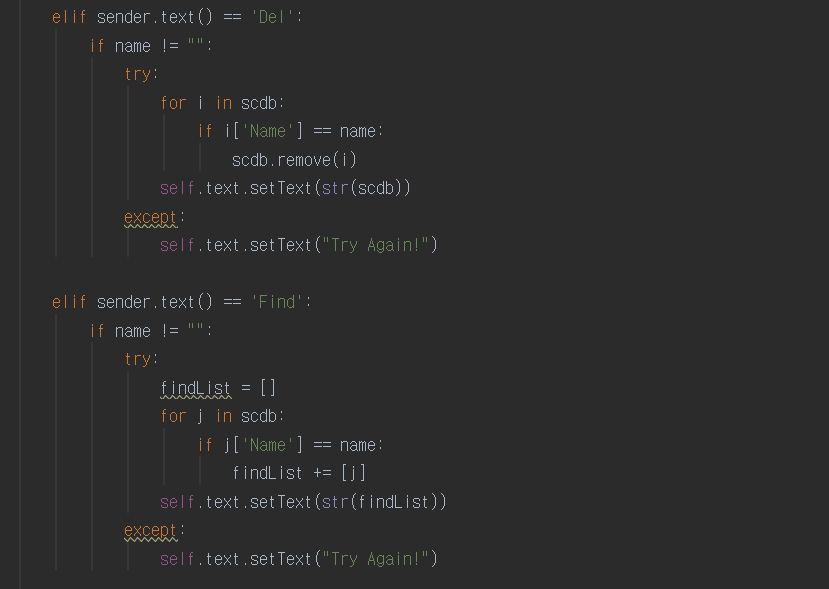 elif sender.text() == 'Del':
if name != "":
try:
for i in scdb:
if i['Name'] == name:
scdb.remove(i)
self.text.setText(str(scdb))
except:
self.text.setText("Try Again!")
elif sender.text() == 'Find':
if name != "":
try:
findList = []
for j in scdb:
if j['Name'] == name:
findList += [j]
self.text.setText(str(findList))
except:
self.text.setText("Try Again!")